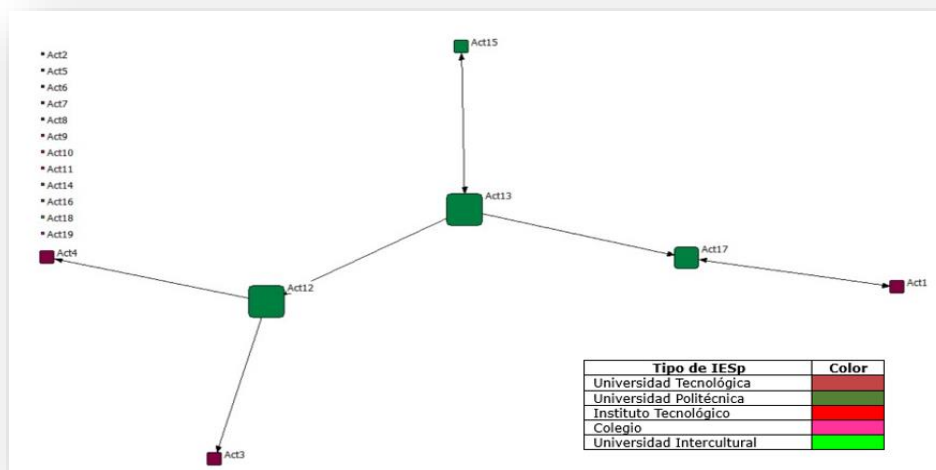 Act15
Act2
Act5
Act6
Act7
Act8
Act9
Act10
Act11
Act14
Act16
Act18
Act19
Act13
Act4
Act17
Act12
Act1
Act3
Tipo de IESp Color
Universidad Tecnológica
Universidad Politécnica
Instituto Tecnológico
Colegio
Universidad Intercultural